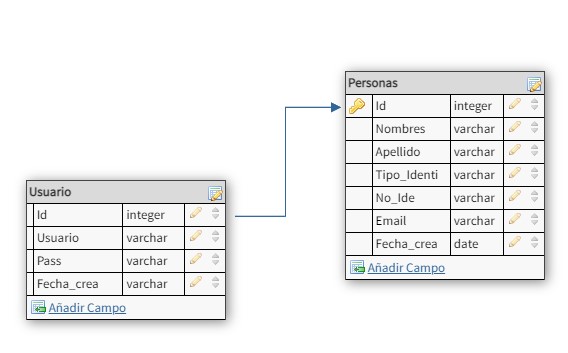 Personas
Id integer
Nombres varchar
Apellido varchar
Tipo_Identi varchar
No_Ide varchar
Email varchar
Fecha_crea date
Añadir Campo
Usuario
Id integer
Usuario varchar
Pass varchar
Fecha_crea varchar
Añadir Campo